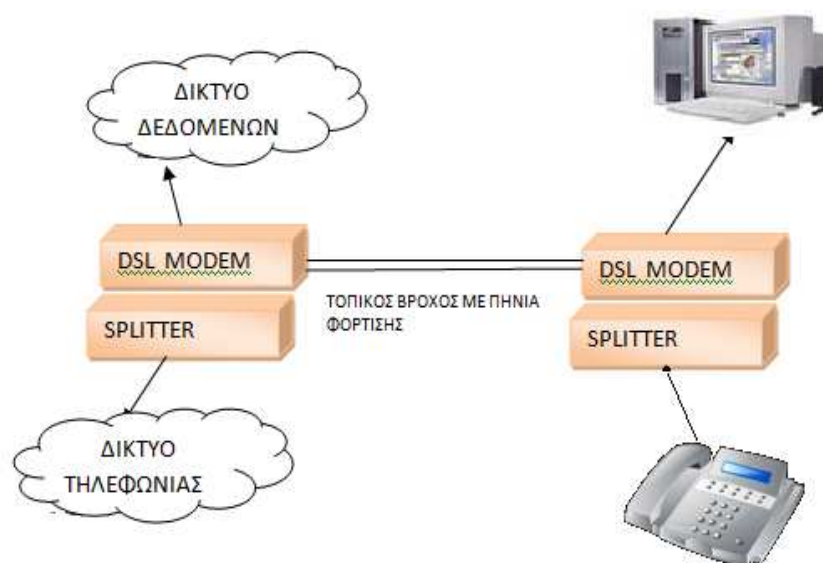 ΔΙΚΤΥΟ
ΔΕΔΟΜΕΝΩΝ
DSL MODEM
SPLITTER
ΤΟΠΙΚΟΣ ΒΡΟΧΟΣ ΜΕ ΠΗΝΙΑ
ΦΟΡΤΙΣΗΣ
DSL MODEM
SPLITTER
ΔΙΚΤΥΟ
ΤΗΛΕΦΩΝΙΑΣ